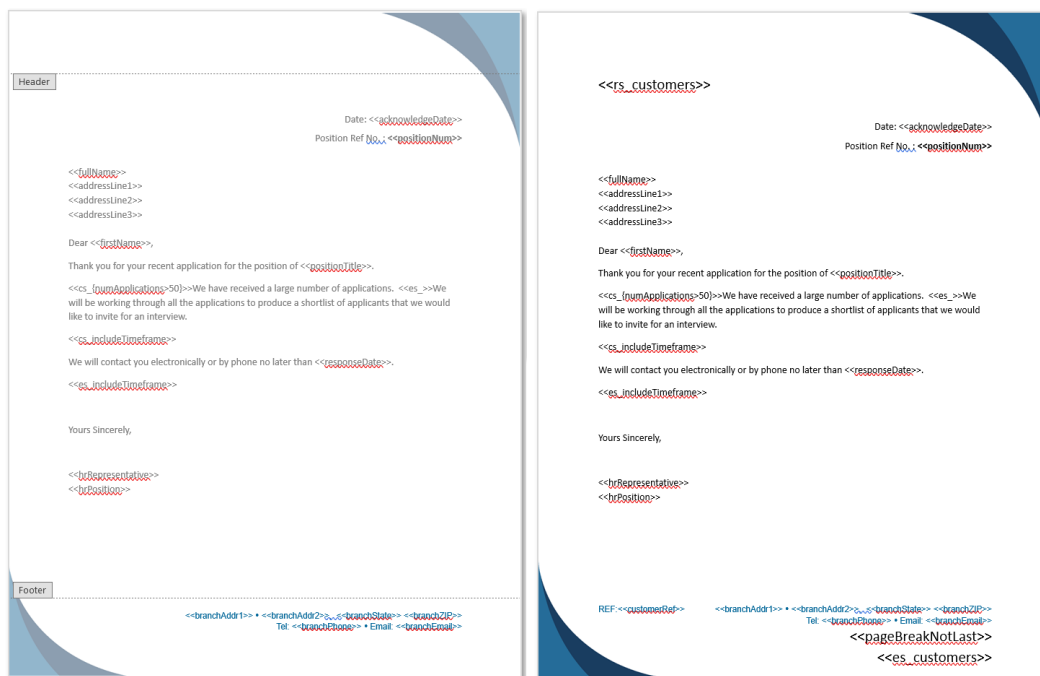 Header
Date: <<acknowledgeDate>>
Position Ref No. : <<positionNum>>
<<fullName>>
<<addressLine1>>
<<addressLine2>>
<<addressLine3>>
Dear <<firstName>>,
Thank you for your recent application for the position of <<positionTitle>>.
<<cs_{numApplications>50}>>We have received a large number of applications.  <<es_>>We
will be working through all the applications to produce a shortlist of applicants that we would
like to invite for an interview.
<<cs_includeTimeframe>>
We will contact you electronically or by phone no later than <<responseDate>>.
<<es_includeTimeframe>>
Yours Sincerely,
<<hrRepresentative>>
<<hrPosition>>
Footer
<<branchAddr1>> • <<branchAddr2>>, <<branchState>> <<branchZIP>>
Tel: <<branchPhone>> • Email: <<branchEmail>>
<<rs_customers>>
Date: <<acknowledgeDate>>
Position Ref No. : <<positionNum>>
<<fullName>>
<<addressLine1>>
<<addressLine2>>
<<addressLine3>>
Dear <<firstName>>,
Thank you for your recent application for the position of <<positionTitle>>.
<<cs_{numApplications>50}>>We have received a large number of applications.  <<es_>>We
will be working through all the applications to produce a shortlist of applicants that we would
like to invite for an interview.
<<cs_includeTimeframe>>
We will contact you electronically or by phone no later than <<responseDate>>.
<<es_includeTimeframe>>
Yours Sincerely,
<<hrRepresentative>>
<<hrPosition>>
REF:<<customerRef>> <<branchAddr1>> • <<branchAddr2>>, <<branchState>> <<branchZIP>>
Tel: <<branchPhone>> • Email: <<branchEmail>>
<<pageBreakNotLast>>
<<es_customers>>